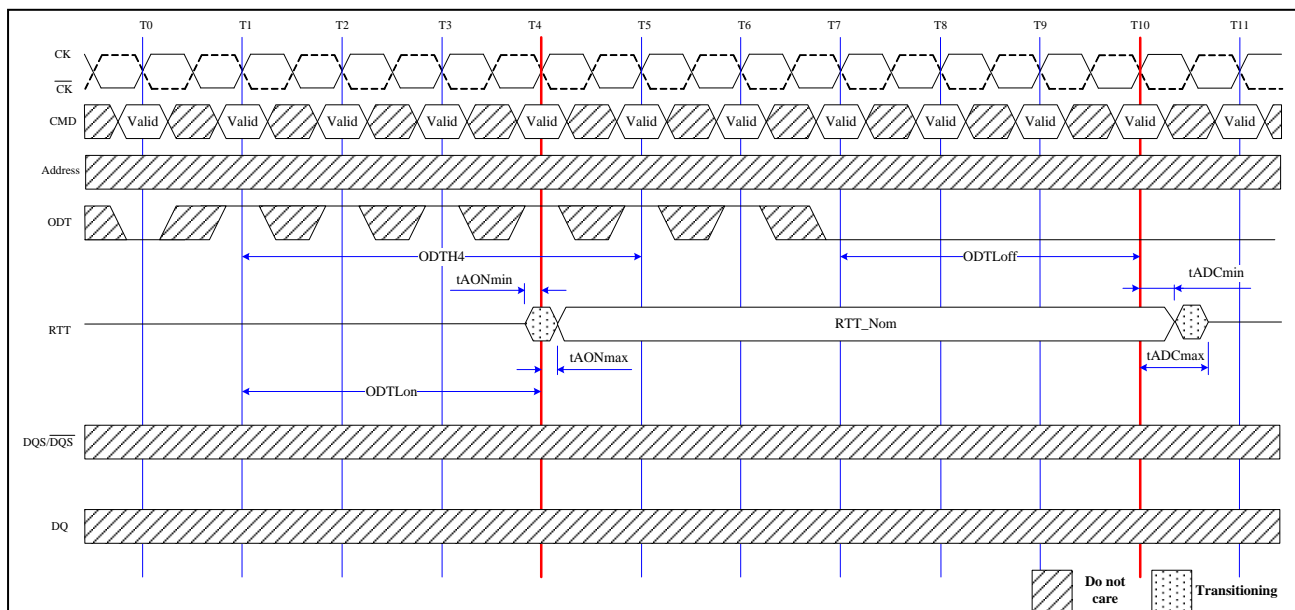 T0 T1 T2 T3 T4 T5 T6 T7 T8 T9 T10 T11
CK
C̅K̅
CMD Valid Valid Valid Valid Valid Valid Valid Valid Valid Valid Valid Valid
Address
ODT
ODTH4 ODTLoff
tAONmin tADCmin
RTT RTT_Nom
tAONmax tADCmax
ODTLon
DQS/D̅Q̅S̅
DQ
Do not care Transitioning